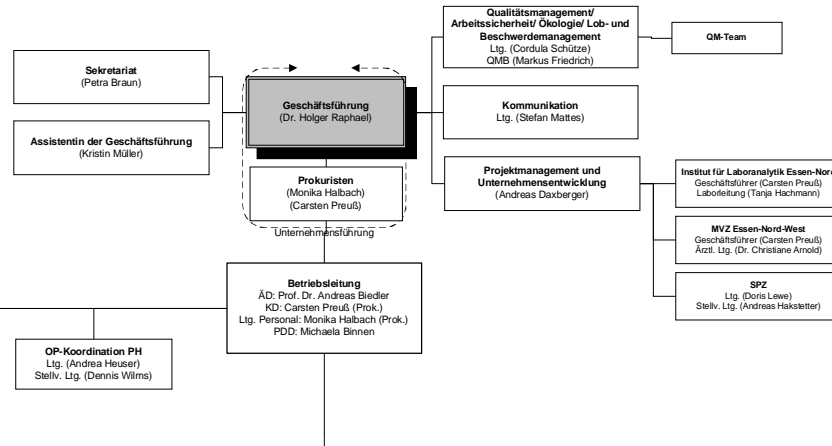 Qualitätsmanagement/
Arbeitssicherheit/ Ökologie/ Lob- und
Beschwerdemanagement
Ltg. (Cordula Schütze)
QMB (Markus Friedrich)
QM-Team
Sekretariat
(Petra Braun)
Geschäftsführung
(Dr. Holger Raphael)
Kommunikation
Ltg. (Stefan Mattes)
Assistentin der Geschäftsführung
(Kristin Müller)
Prokuristen
(Monika Halbach)
(Carsten Preuß)
Unternehmensführung
Projektmanagement und
Unternehmensentwicklung
(Andreas Daxberger)
Institut für Laboranalytik Essen-Nord
Geschäftsführer (Carsten Preuß)
Laborleitung (Tanja Hachmann)
MVZ Essen-Nord-West
Geschäftsführer (Carsten Preuß)
Ärztl. Ltg. (Dr. Christiane Arnold)
SPZ
Ltg. (Doris Lewe)
Stellv. Ltg. (Andreas Hakstetter)
Betriebsleitung
ÄD: Prof. Dr. Andreas Biedler
KD: Carsten Preuß (Prok.)
Ltg. Personal: Monika Halbach (Prok.)
PDD: Michaela Binnen
OP-Koordination PH
Ltg. (Andrea Heuser)
Stellv. Ltg. (Dennis Wilms)